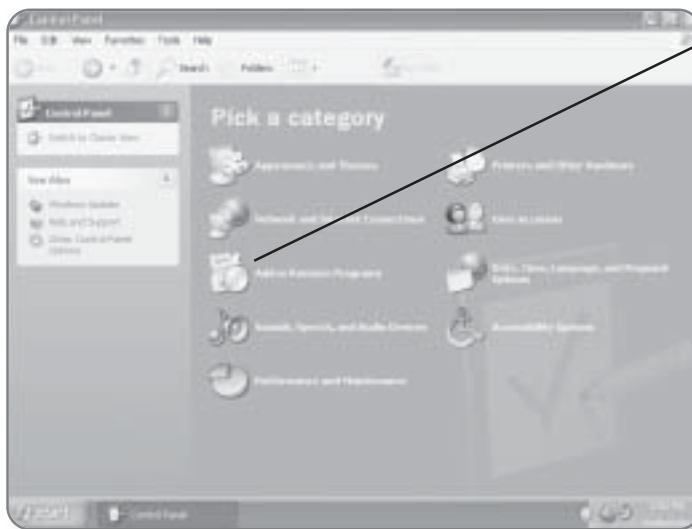 Control Panel
File Edit View Favorites Tools Help
Search Folders
Control Panel
Switch to Classic View
See Also
Windows Update
Help and Support
Other Control Panel
Options
Pick a category
Appearance and Themes
Printers and Other Hardware
Network and Internet Connections
User Accounts
Add or Remove Programs
Date, Time, Language, and Regional
Options
Sounds, Speech, and Audio Devices
Accessibility Options
Performance and Maintenance
start
Control Panel